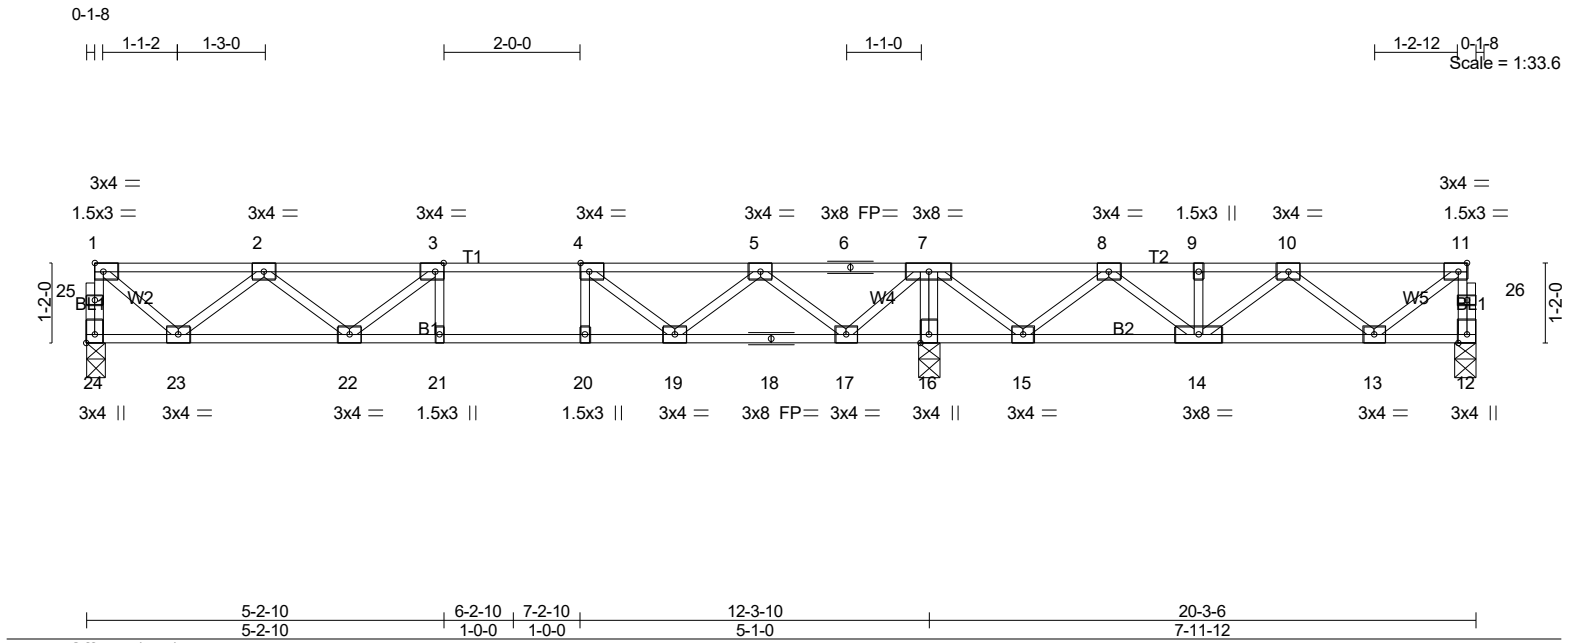 0-1-8
1-1-2 1-3-0 2-0-0 1-1-0 1-2-12 0-1-8
Scale = 1:33.6
3x4 = 3x4 =
1.5x3 = 3x4 = 3x4 = 3x4 = 3x4 = 3x8 FP= 3x8 = 3x4 = 1.5x3 || 3x4 = 1.5x3 =
1 2 3 4 5 6 7 8 9 10 11
T1 T2
1-2-0 25 BL1 W2 W4 W5 BL1 26 1-2-0
B1 B2
24 23 22 21 20 19 18 17 16 15 14 13 12
3x4 || 3x4 = 3x4 = 1.5x3 || 1.5x3 || 3x4 = 3x8 FP= 3x4 = 3x4 || 3x4 = 3x8 = 3x4 = 3x4 ||
5-2-10 6-2-10 7-2-10 12-3-10 20-3-6
5-2-10 1-0-0 1-0-0 5-1-0 7-11-12